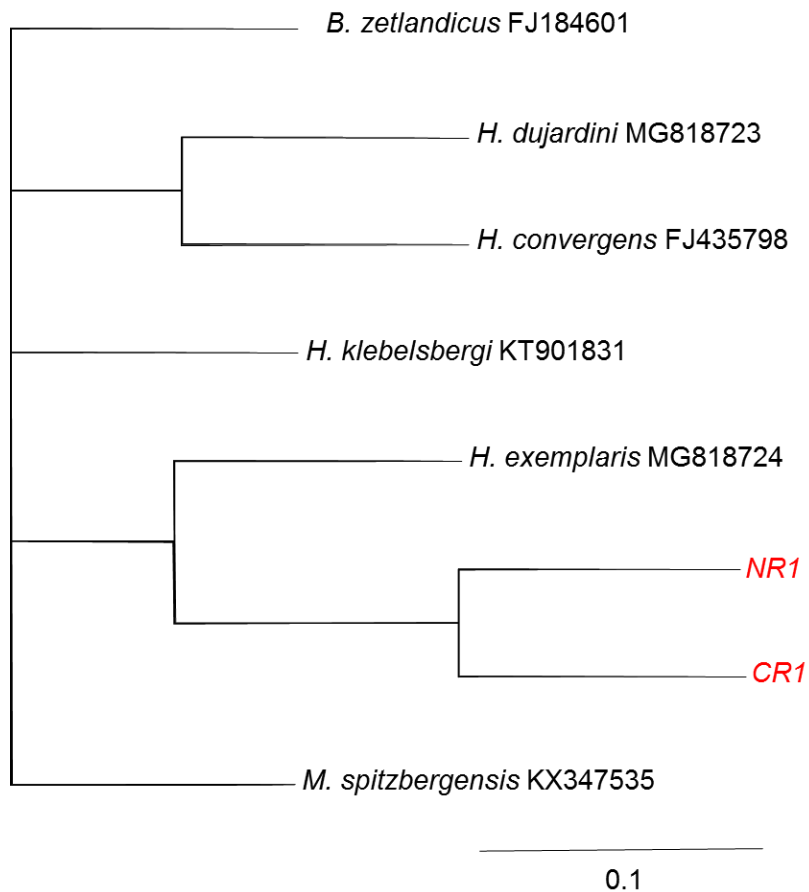 B. zetlandicus FJ184601
H. dujardini MG818723
H. convergens FJ435798
H. klebelsbergi KT901831
H. exemplaris MG818724
NR1
CR1
M. spitzbergensis KX347535
0.1